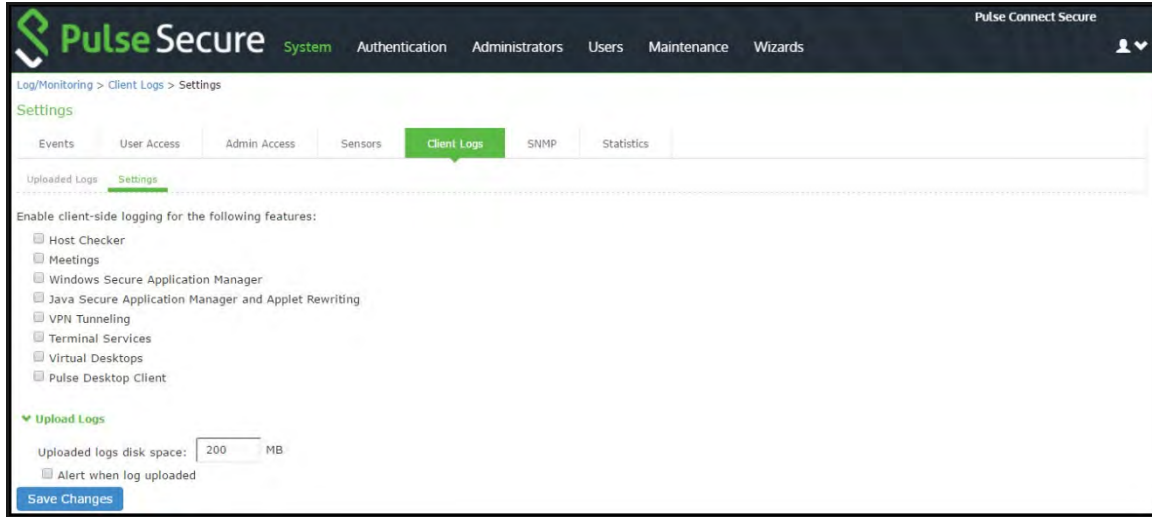 Pulse Connect Secure
Pulse Secure System Authentication Administrators Users Maintenance Wizards
Log/Monitoring > Client Logs > Settings
Settings
Events User Access Admin Access Sensors Client Logs SNMP Statistics
Uploaded Logs Settings
Enable client-side logging for the following features:
Host Checker
Meetings
Windows Secure Application Manager
Java Secure Application Manager and Applet Rewriting
VPN Tunneling
Terminal Services
Virtual Desktops
Pulse Desktop Client
Upload Logs
Uploaded logs disk space: 200 MB
Alert when log uploaded
Save Changes